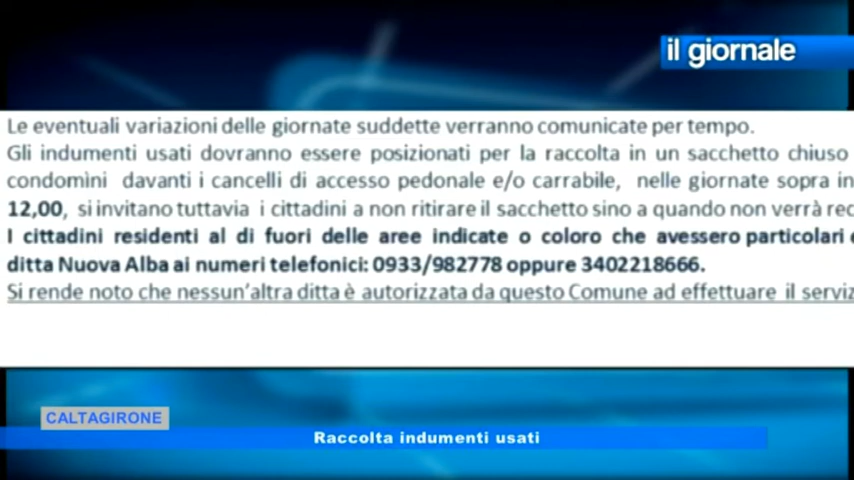 il giornale
Le eventuali variazioni delle giornate suddette verranno comunicate per tempo.
Gli indumenti usati dovranno essere posizionati per la raccolta in un sacchetto chiuso
condomìni davanti i cancelli di accesso pedonale e/o carrabile, nelle giornate sopra in
12,00, si invitano tuttavia i cittadini a non ritirare il sacchetto sino a quando non verrà rec
I cittadini residenti al di fuori delle aree indicate o coloro che avessero particolari
ditta Nuova Alba ai numeri telefonici: 0933/982778 oppure 3402218666.
Si rende noto che nessun'altra ditta è autorizzata da questo Comune ad effettuare il serviz
CALTAGIRONE
Raccolta indumenti usati